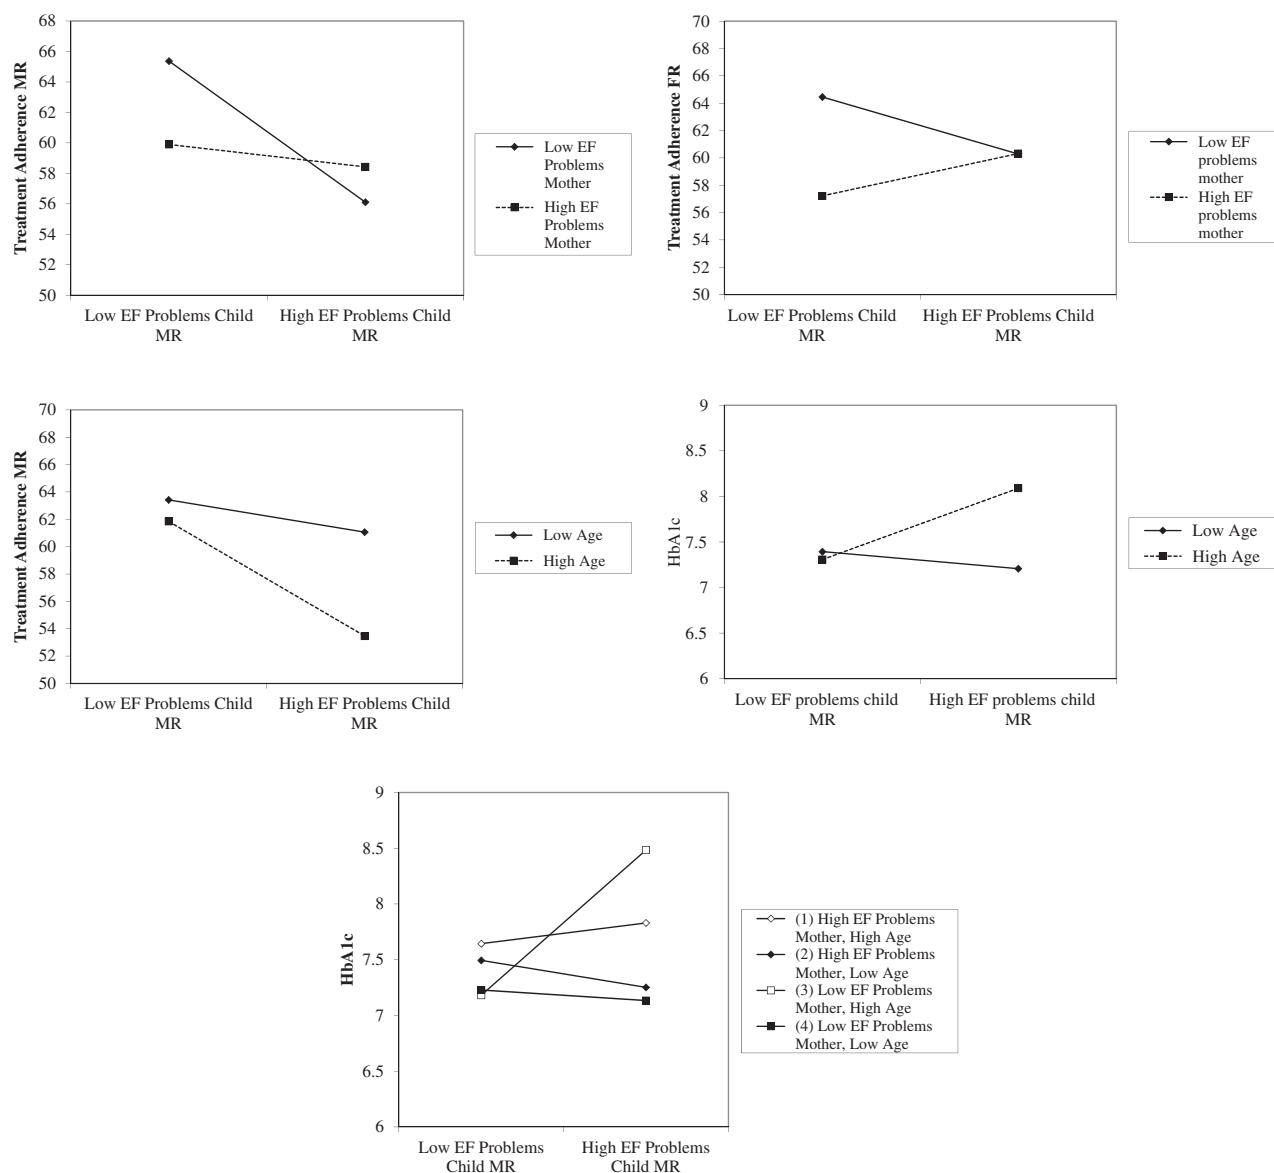 Treatment Adherence MR
68
66
64
62
60
58
56
54
52
50
Low EF Problems Child
MR
High EF Problems Child
MR
Low EF
Problems
Mother
High EF
Problems
Mother
Treatment Adherence FR
70
68
66
64
62
60
58
56
54
52
50
Low EF Problems Child
MR
High EF Problems Child
MR
Low EF
problems
mother
High EF
problems
mother
Treatment Adherence MR
70
68
66
64
62
60
58
56
54
52
50
Low EF Problems Child
MR
High EF Problems Child
MR
Low Age
High Age
HbA1c
9
8.5
8
7.5
7
6.5
6
Low EF problems child
MR
High EF problems child
MR
Low Age
High Age
HbA1c
9
8.5
8
7.5
7
6.5
6
Low EF Problems
Child MR
High EF Problems
Child MR
(1) High EF Problems
Mother, High Age
(2) High EF Problems
Mother, Low Age
(3) Low EF Problems
Mother, High Age
(4) Low EF Problems
Mother, Low Age